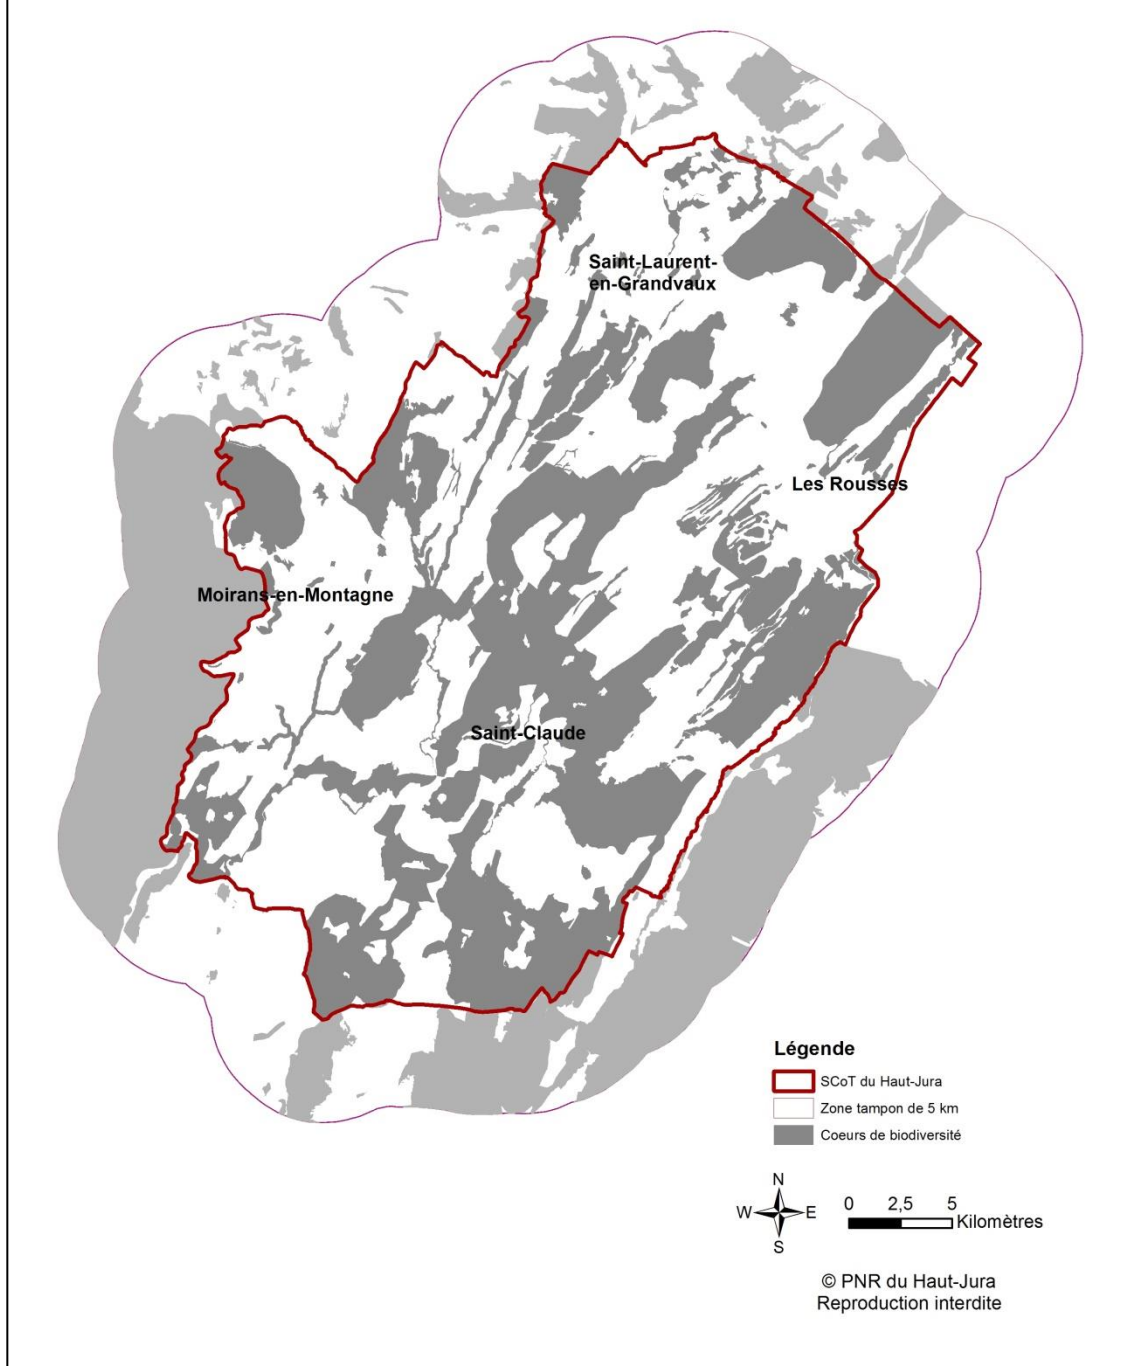 Saint-Laurent-
en-Grandvaux
Les Rousses
Moirans-en-Montagne
Saint-Claude
Légende
SCoT du Haut-Jura
Zone tampon de 5 km
Coeurs de biodiversité
N
W E
S
0 2,5 5
Kilomètres
© PNR du Haut-Jura
Reproduction interdite